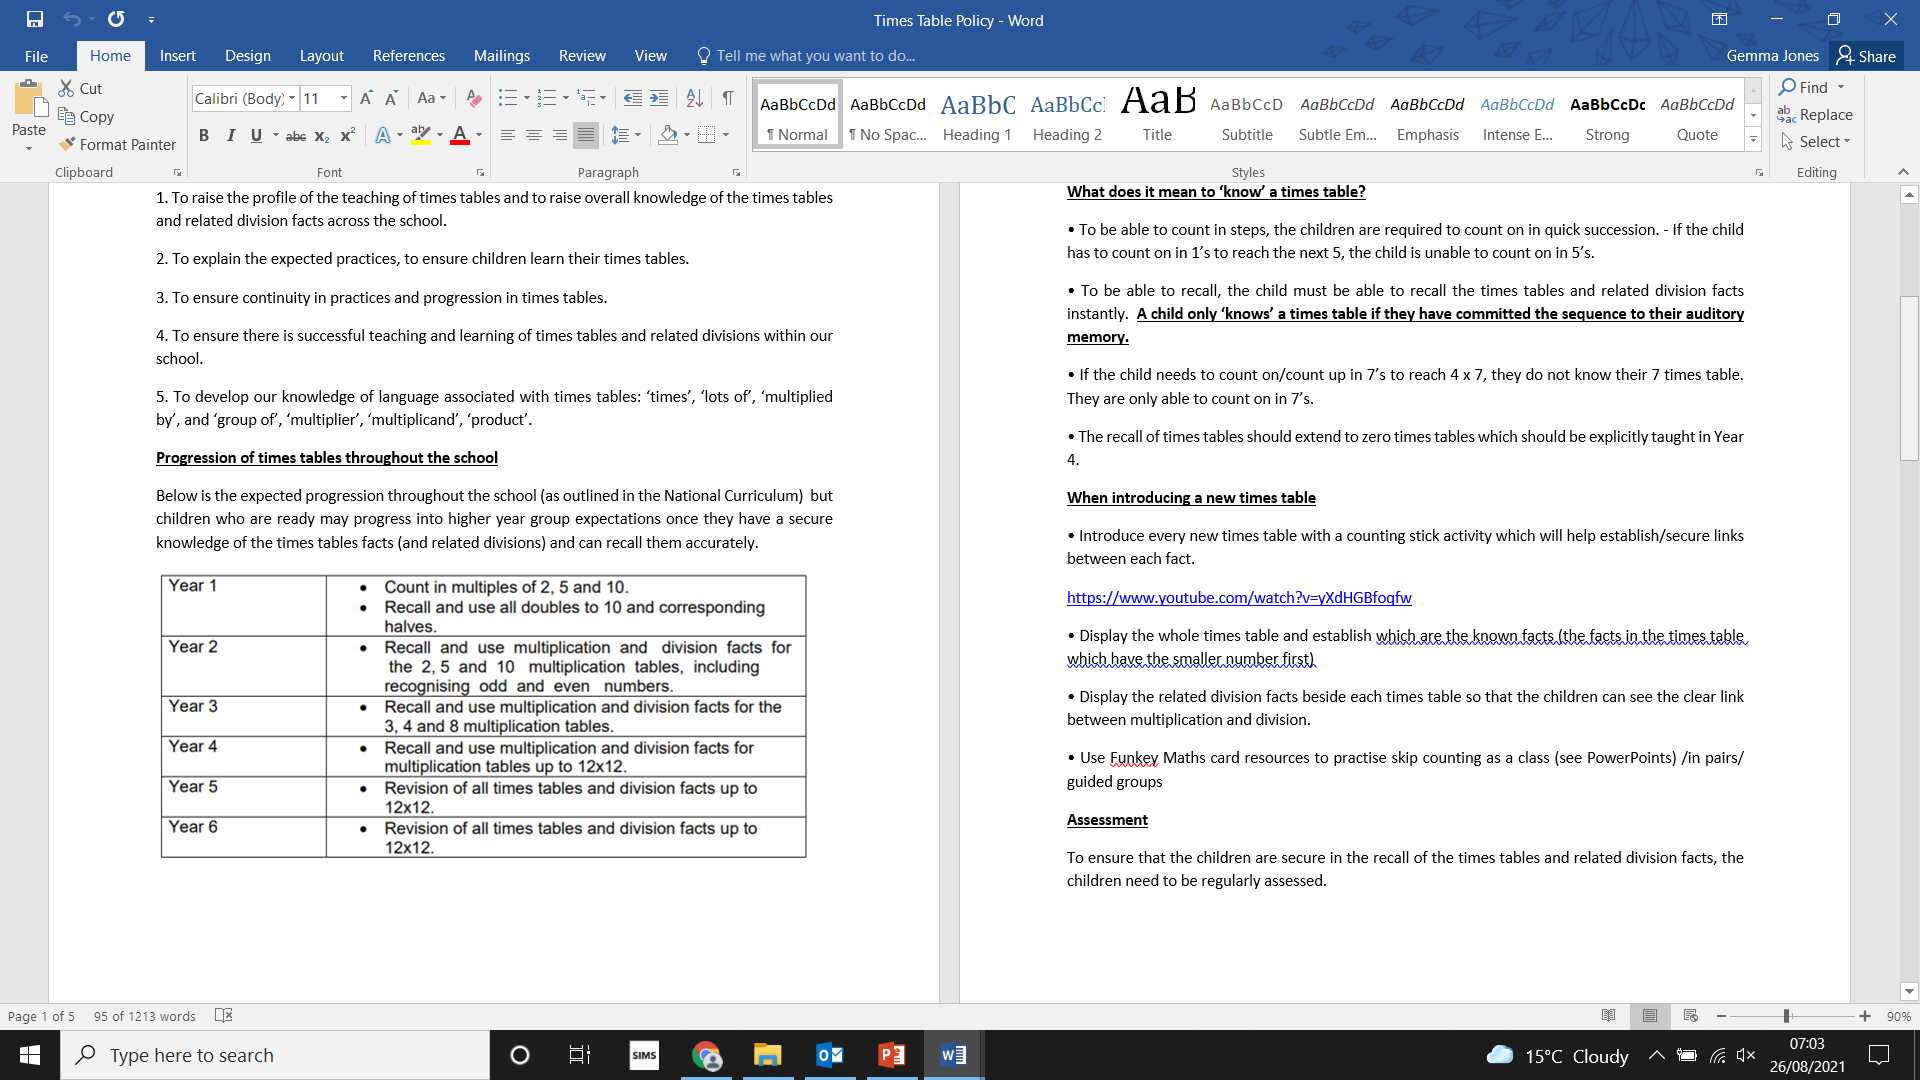 Times Table Policy - Word
File Home Insert Design Layout References Mailings Review View Tell me what you want to do...
Gemma Jones Share
Paste
Cut
Copy
Format Painter
Clipboard
Calibri (Body) 11
Font
Paragraph
AaBbCcDd AaBbCcDd AaBbC AaBbCc AaB AaBbCcD AaBbCcDd AaBbCcDd AaBbCcDd AaBbCcDc AaBbCcDd
¶ Normal ¶ No Spac... Heading 1 Heading 2 Title Subtitle Subtle Em... Emphasis Intense E... Strong Quote
Styles
Find
Replace
Select
Editing
1. To raise the profile of the teaching of times tables and to raise overall knowledge of the times tables
and related division facts across the school.
2. To explain the expected practices, to ensure children learn their times tables.
3. To ensure continuity in practices and progression in times tables.
4. To ensure there is successful teaching and learning of times tables and related divisions within our
school.
5. To develop our knowledge of language associated with times tables: ‘times’, ‘lots of’, ‘multiplied
by’, and ‘group of’, ‘multiplier’, ‘multiplicand’, ‘product’.
Progression of times tables throughout the school
Below is the expected progression throughout the school (as outlined in the National Curriculum) but
children who are ready may progress into higher year group expectations once they have a secure
knowledge of the times tables facts (and related divisions) and can recall them accurately.
Year 1
• Count in multiples of 2, 5 and 10.
• Recall and use all doubles to 10 and corresponding
halves.
Year 2
• Recall and use multiplication and division facts for
the 2, 5 and 10 multiplication tables, including
recognising odd and even numbers.
Year 3
• Recall and use multiplication and division facts for the
3, 4 and 8 multiplication tables.
Year 4
• Recall and use multiplication and division facts for
multiplication tables up to 12x12.
Year 5
• Revision of all times tables and division facts up to
12x12.
Year 6
• Revision of all times tables and division facts up to
12x12.
What does it mean to ‘know’ a times table?
• To be able to count in steps, the children are required to count on in quick succession. - If the child
has to count on in 1’s to reach the next 5, the child is unable to count on in 5’s.
• To be able to recall, the child must be able to recall the times tables and related division facts
instantly. A child only ‘knows’ a times table if they have committed the sequence to their auditory
memory.
• If the child needs to count on/count up in 7’s to reach 4 x 7, they do not know their 7 times table.
They are only able to count on in 7’s.
• The recall of times tables should extend to zero times tables which should be explicitly taught in Year
4.
When introducing a new times table
• Introduce every new times table with a counting stick activity which will help establish/secure links
between each fact.
https://www.youtube.com/watch?v=yXdHGBfoqfw
• Display the whole times table and establish which are the known facts (the facts in the times table
which have the smaller number first)
• Display the related division facts beside each times table so that the children can see the clear link
between multiplication and division.
• Use Funkey Maths card resources to practise skip counting as a class (see PowerPoints) /in pairs/
guided groups
Assessment
To ensure that the children are secure in the recall of the times tables and related division facts, the
children need to be regularly assessed.
Page 1 of 5 95 of 1213 words
90%
Type here to search
SIMS
15°C Cloudy
07:03
26/08/2021